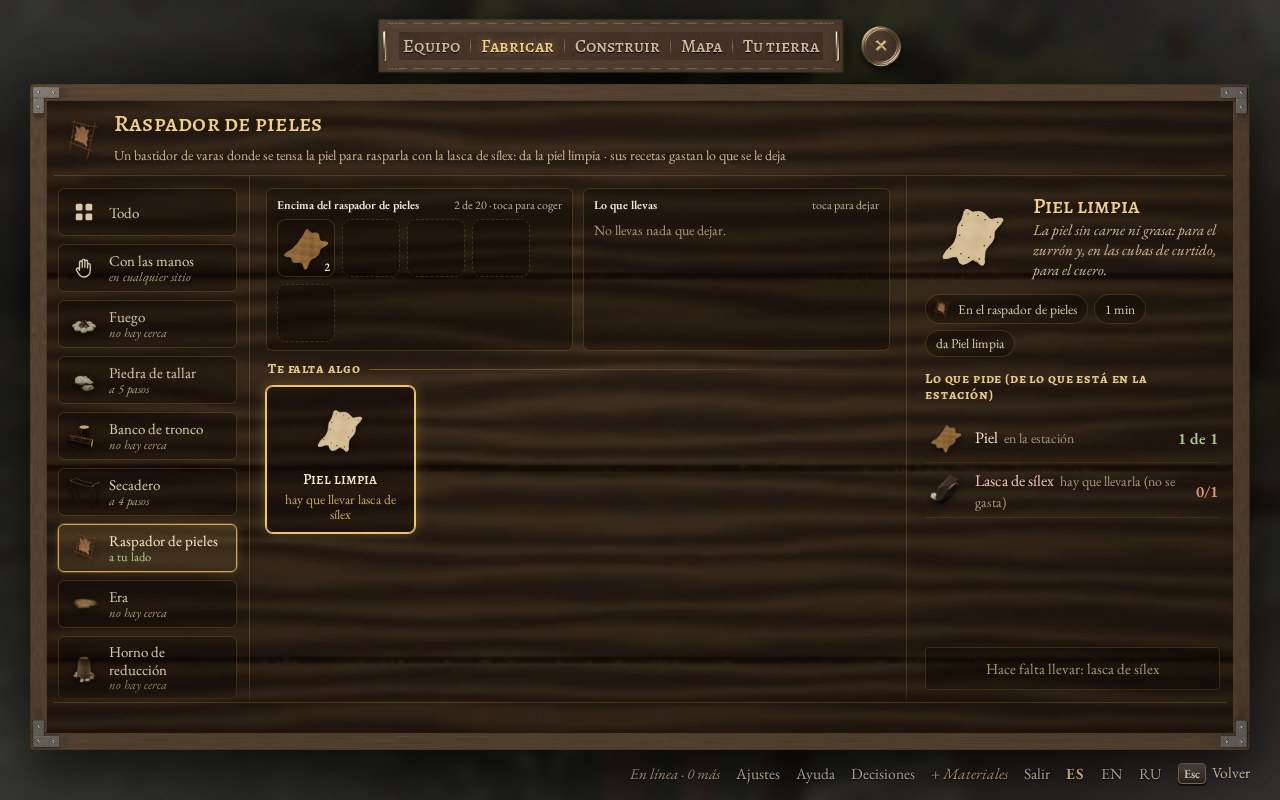 Equipo
Fabricar
Construir
Mapa
Tu tierra
Raspador de pieles
Un bastidor de varas donde se tensa la piel para rasparla con la lasca de sílex: da la piel limpia · sus recetas gastan lo que se le deja
Todo
Con las manos
en cualquier sitio
Fuego
no hay cerca
Piedra de tallar
a 5 pasos
Banco de tronco
no hay cerca
Secadero
a 4 pasos
Raspador de pieles
a tu lado
Era
no hay cerca
Horno de
reducción
no hay cerca
Encima del raspador de pieles
2 de 20 · toca para coger
2
Lo que llevas
toca para dejar
No llevas nada que dejar.
Te falta algo
Piel limpia
hay que llevar lasca de
sílex
Piel limpia
La piel sin carne ni grasa: para el
zurrón y, en las cubas de curtido,
para el cuero.
En el raspador de pieles
1 min
da Piel limpia
Lo que pide (de lo que está en la
estación)
Piel en la estación
1 de 1
Lasca de sílex hay que llevarla (no se
gasta)
0/1
Hace falta llevar: lasca de sílex
En línea · 0 más
Ajustes
Ayuda
Decisiones
+ Materiales
Salir
ES
EN
RU
Esc
Volver